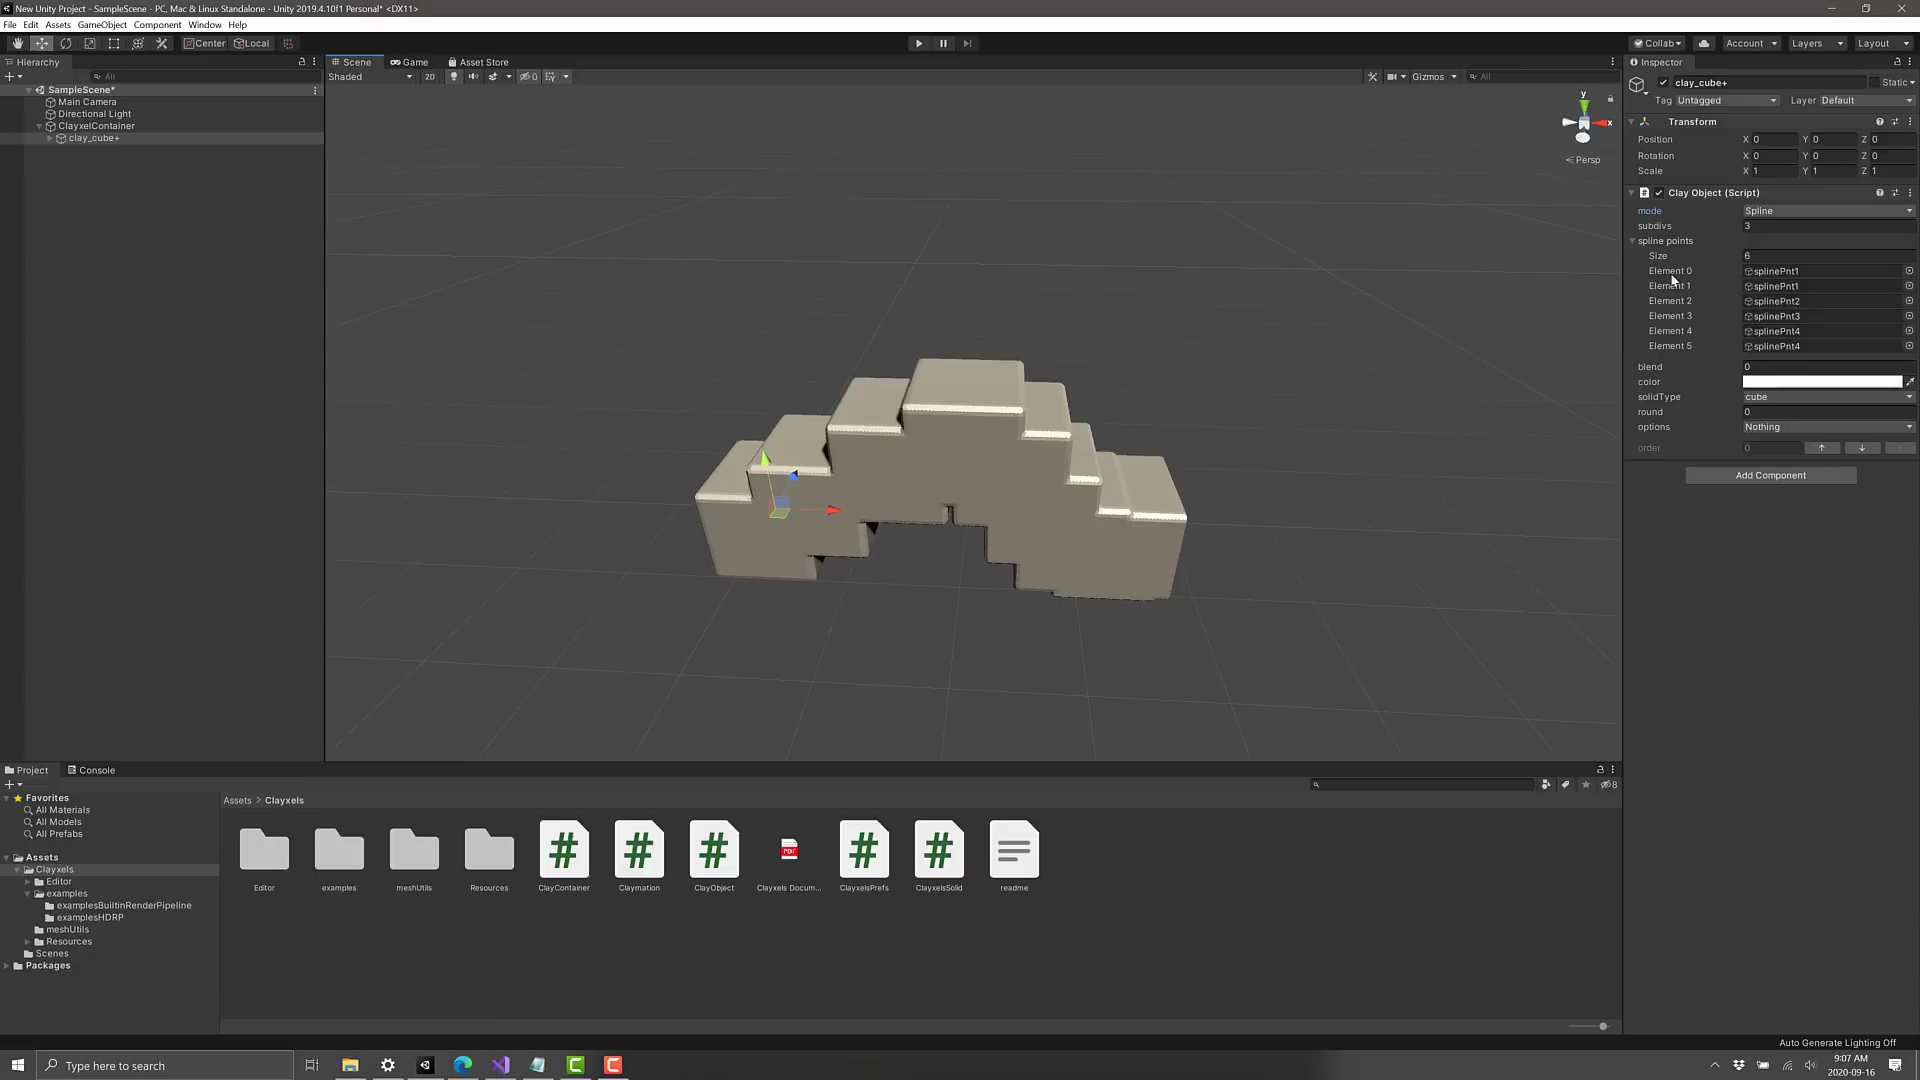 New Unity Project - SampleScene - PC, Mac & Linux Standalone - Unity 2019.4.10f1 Personal* <DX11>
File Edit Assets GameObject Component Window Help
Center Local Collab Account Layers Layout
Hierarchy
All
SampleScene*
Main Camera
Directional Light
ClayxelContainer
clay_cube+
Scene Game Asset Store
Shaded 2D 0 Gizmos All
y
x
Persp
Inspector
clay_cube+ Static
Tag Untagged Layer Default
Transform
Position X 0 Y 0 Z 0
Rotation X 0 Y 0 Z 0
Scale X 1 Y 1 Z 1
Clay Object (Script)
mode Spline
subdivs 3
spline points
Size 6
Element 0 splinePnt1
Element 1 splinePnt1
Element 2 splinePnt2
Element 3 splinePnt3
Element 4 splinePnt4
Element 5 splinePnt4
blend 0
color
solidType cube
round 0
options Nothing
order 0
Add Component
Project Console
8
Favorites
All Materials
All Models
All Prefabs
Assets
Clayxels
Editor
examples
examplesBuiltinRenderPipeline
examplesHDRP
meshUtils
Resources
Scenes
Packages
Assets > Clayxels
Editor examples meshUtils Resources ClayContainer Claymation ClayObject Clayxels Docum... ClayxelsPrefs ClayxelsSolid readme
PDF
Auto Generate Lighting Off
Type here to search
9:07 AM
2020-09-16